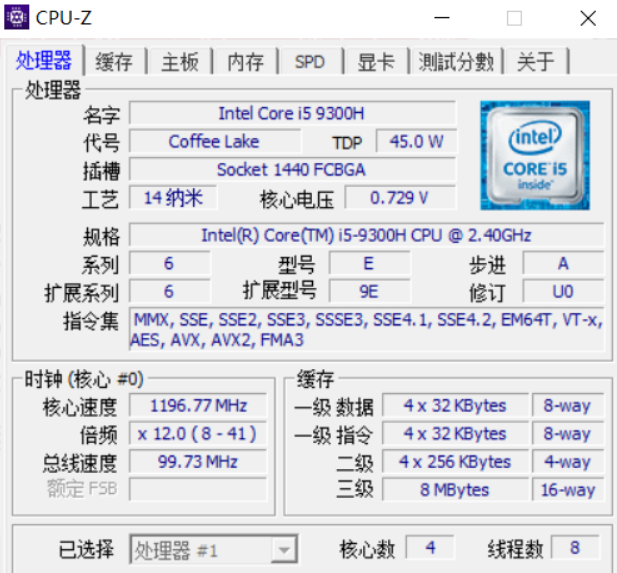 CPU-Z
处理器 缓存 主板 内存 SPD 显卡 測試分數 关于
处理器
名字 Intel Core i5 9300H
代号 Coffee Lake TDP 45.0 W
插槽 Socket 1440 FCBGA
工艺 14 纳米 核心电压 0.729 V
intel
CORE i5
inside
规格 Intel(R) Core(TM) i5-9300H CPU @ 2.40GHz
系列 6 型号 E 步进 A
扩展系列 6 扩展型号 9E 修订 U0
指令集 MMX, SSE, SSE2, SSE3, SSSE3, SSE4.1, SSE4.2, EM64T, VT-x,
AES, AVX, AVX2, FMA3
时钟 (核心 #0) 缓存
核心速度 1196.77 MHz 一级 数据 4 x 32 KBytes 8-way
倍频 x 12.0 ( 8 - 41 ) 一级 指令 4 x 32 KBytes 8-way
总线速度 99.73 MHz 二级 4 x 256 KBytes 4-way
额定 FSB 三级 8 MBytes 16-way
已选择 处理器 #1 核心数 4 线程数 8